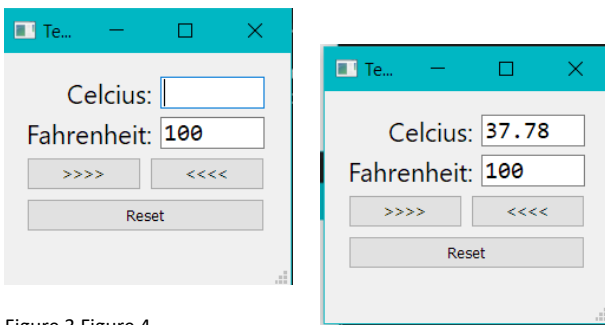 Te...
Celcius:
Fahrenheit: 100
>>>> <<<<
Reset
Te...
Celcius: 37.78
Fahrenheit: 100
>>>> <<<<
Reset
Figure 3 Figure 4